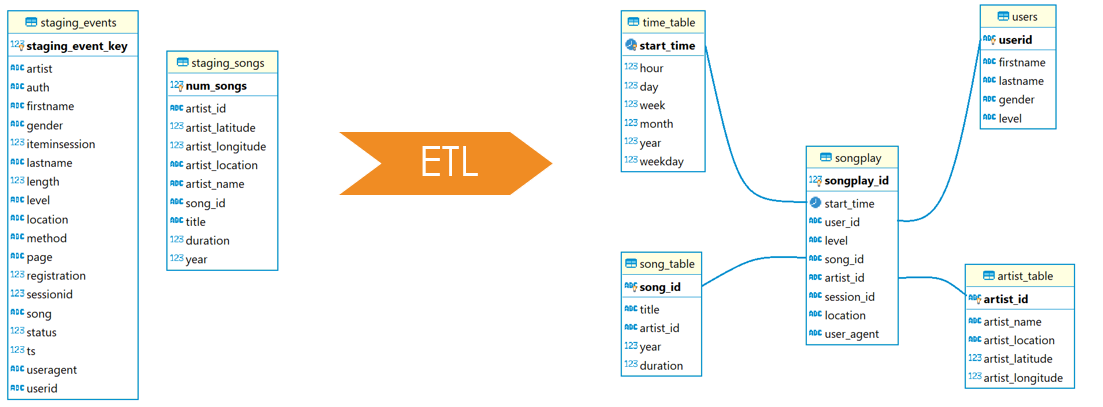 staging_events
123 staging_event_key
ABC artist
ABC auth
ABC firstname
ABC gender
123 iteminsession
ABC lastname
123 length
ABC level
ABC location
ABC method
ABC page
123 registration
123 sessionid
ABC song
123 status
123 ts
ABC useragent
ABC userid
staging_songs
123 num_songs
ABC artist_id
123 artist_latitude
123 artist_longitude
ABC artist_location
ABC artist_name
ABC song_id
ABC title
123 duration
123 year
ETL
time_table
start_time
123 hour
123 day
123 week
123 month
123 year
123 weekday
song_table
ABC song_id
ABC title
ABC artist_id
123 year
123 duration
songplay
123 songplay_id
start_time
ABC user_id
ABC level
ABC song_id
ABC artist_id
123 session_id
ABC location
ABC user_agent
users
ABC userid
ABC firstname
ABC lastname
ABC gender
ABC level
artist_table
ABC artist_id
ABC artist_name
ABC artist_location
123 artist_latitude
123 artist_longitude